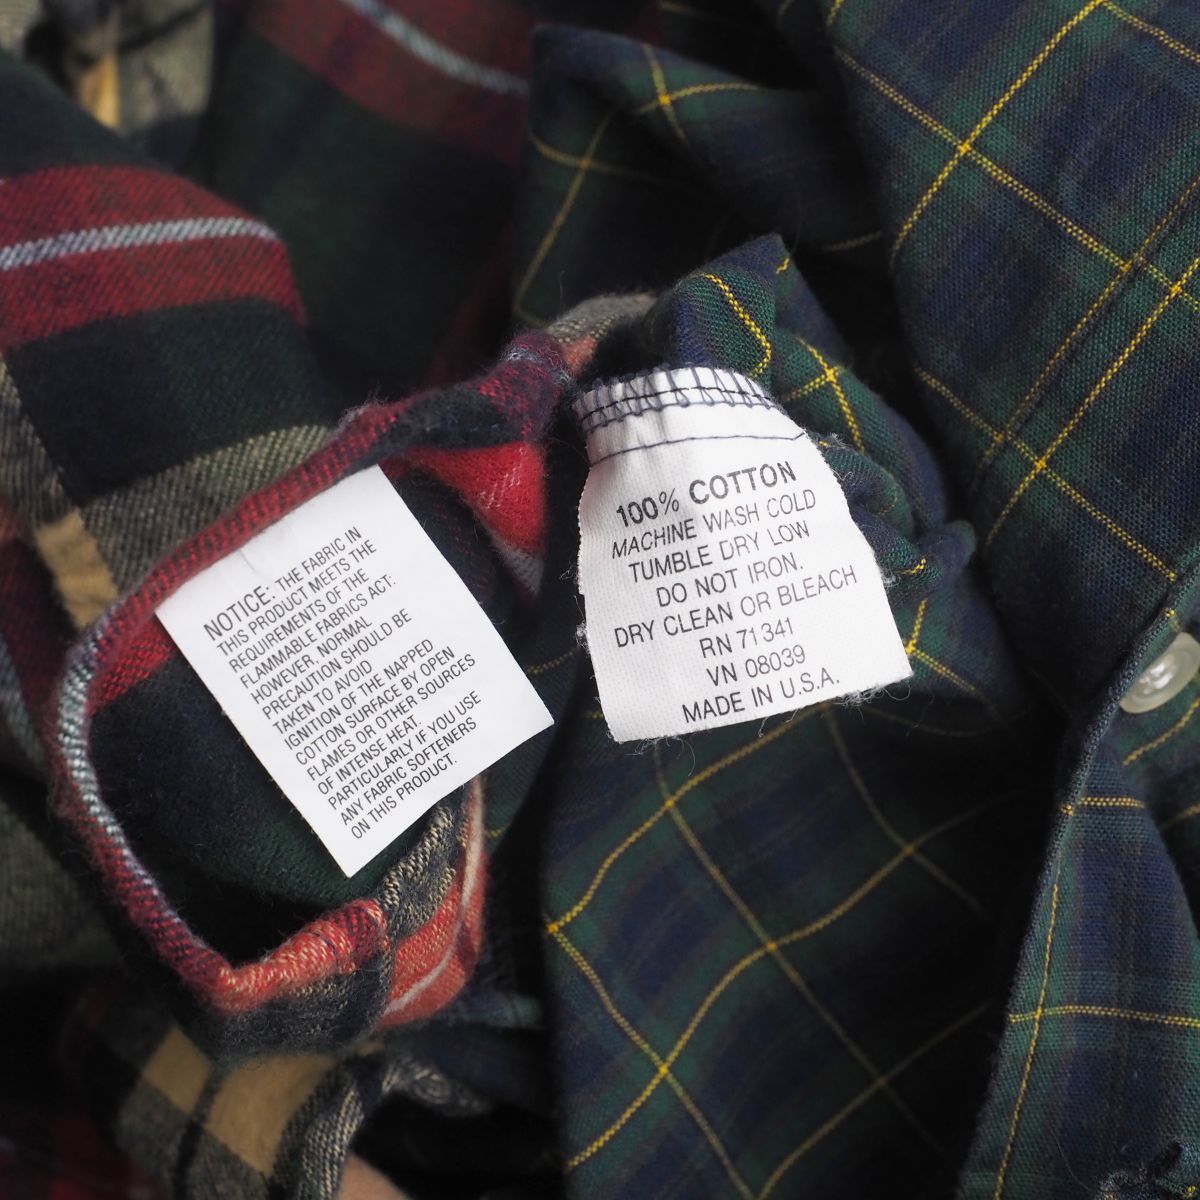 NOTICE: THE FABRIC IN
THIS PRODUCT MEETS THE
REQUIREMENTS OF THE
FLAMMABLE FABRICS ACT:
HOWEVER, NORMAL
PRECAUTION SHOULD BE
TAKEN TO AVOID
IGNITION OF THE NAPPED
COTTON SURFACE BY OPEN
FLAMES OR OTHER SOURCES
OF INTENSE HEAT.
PARTICULARLY IF YOU USE
ANY FABRIC SOFTENERS
ON THIS PRODUCT.
100% COTTON
MACHINE WASH COLD
TUMBLE DRY LOW
DO NOT IRON.
DRY CLEAN OR BLEACH
RN 71341
VN 08039
MADE IN U.S.A.